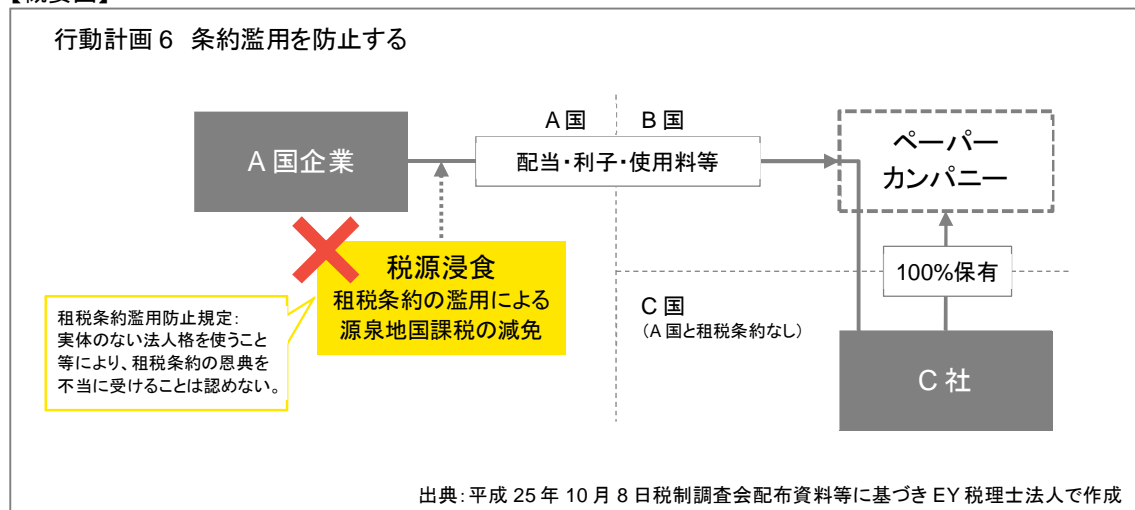 行動計画 6 条約濫用を防止する
A 国
B 国
A 国企業
配当・利子・使用料等
ペーパー
カンパニー
税源浸食
租税条約の濫用による
源泉地国課税の減免
租税条約濫用防止規定:
実体のない法人格を使うこと
等により、租税条約の恩典を
不当に受けることは認めない。
100%保有
C 国
(A 国と租税条約なし)
C 社
出典:平成 25 年 10 月 8 日税制調査会配布資料等に基づき EY 税理士法人で作成